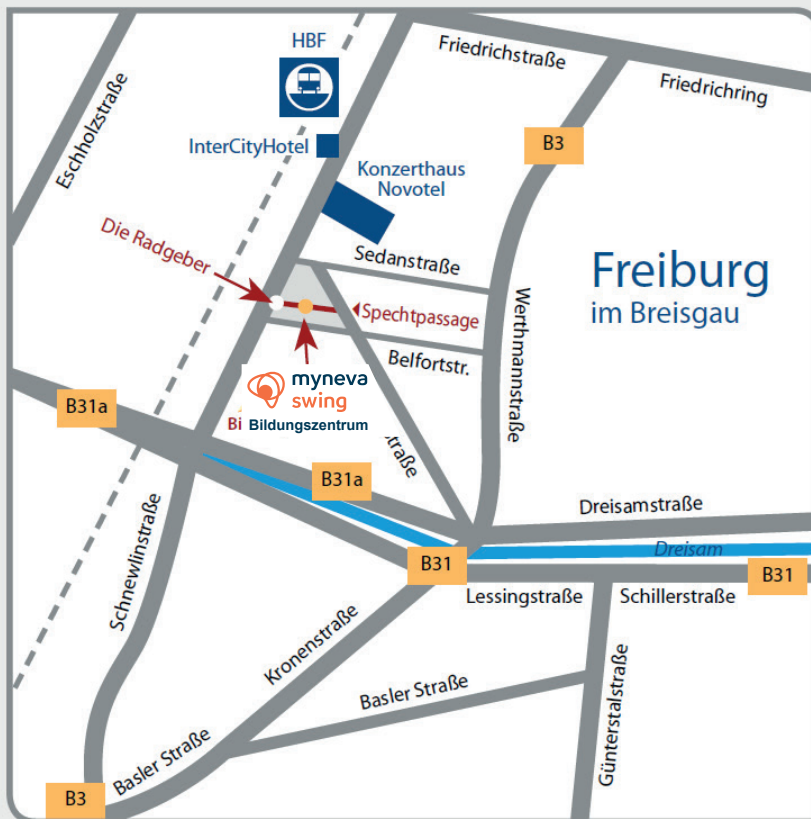 HBF
Friedrichstraße
Friedrichring
Eschholzstraße
InterCityHotel
B3
Konzerthaus
Novotel
Die Radgeber
Sedanstraße
Freiburg
im Breisgau
Spechtpassage
Werthmannstraße
Belfortstr.
myneva
swing
Bi Bildungszentrum
B31a
B31a
Dreisamstraße
Dreisam
B31
B31
Schnewlinstraße
Lessingstraße
Schillerstraße
Kronenstraße
Basler Straße
Günterstalstraße
Basler Straße
B3